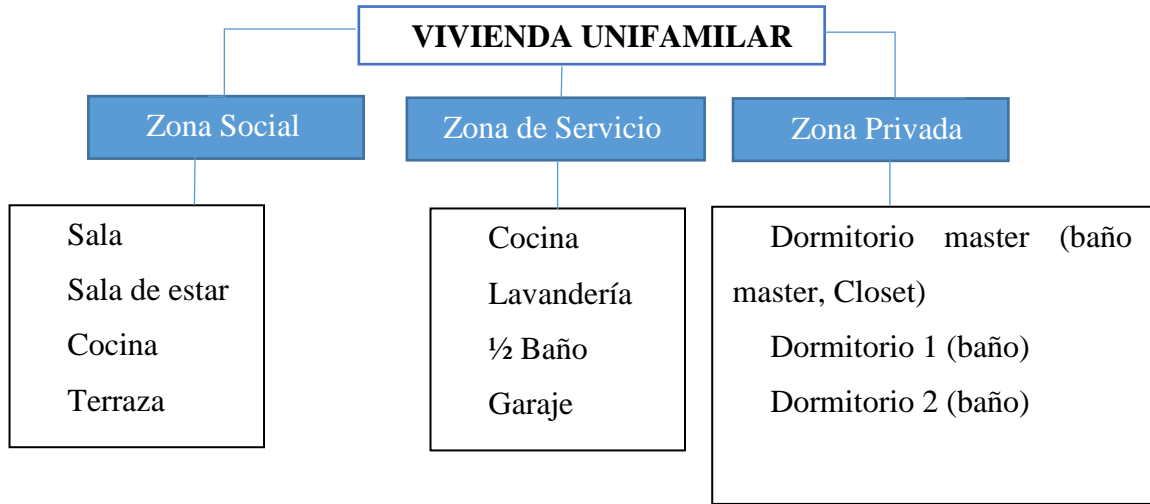 VIVIENDA UNIFAMILAR
Zona Social
Zona de Servicio
Zona Privada
Sala
Sala de estar
Cocina
Terraza
Cocina
Lavandería
½ Baño
Garaje
Dormitorio master (baño
master, Closet)
Dormitorio 1 (baño)
Dormitorio 2 (baño)